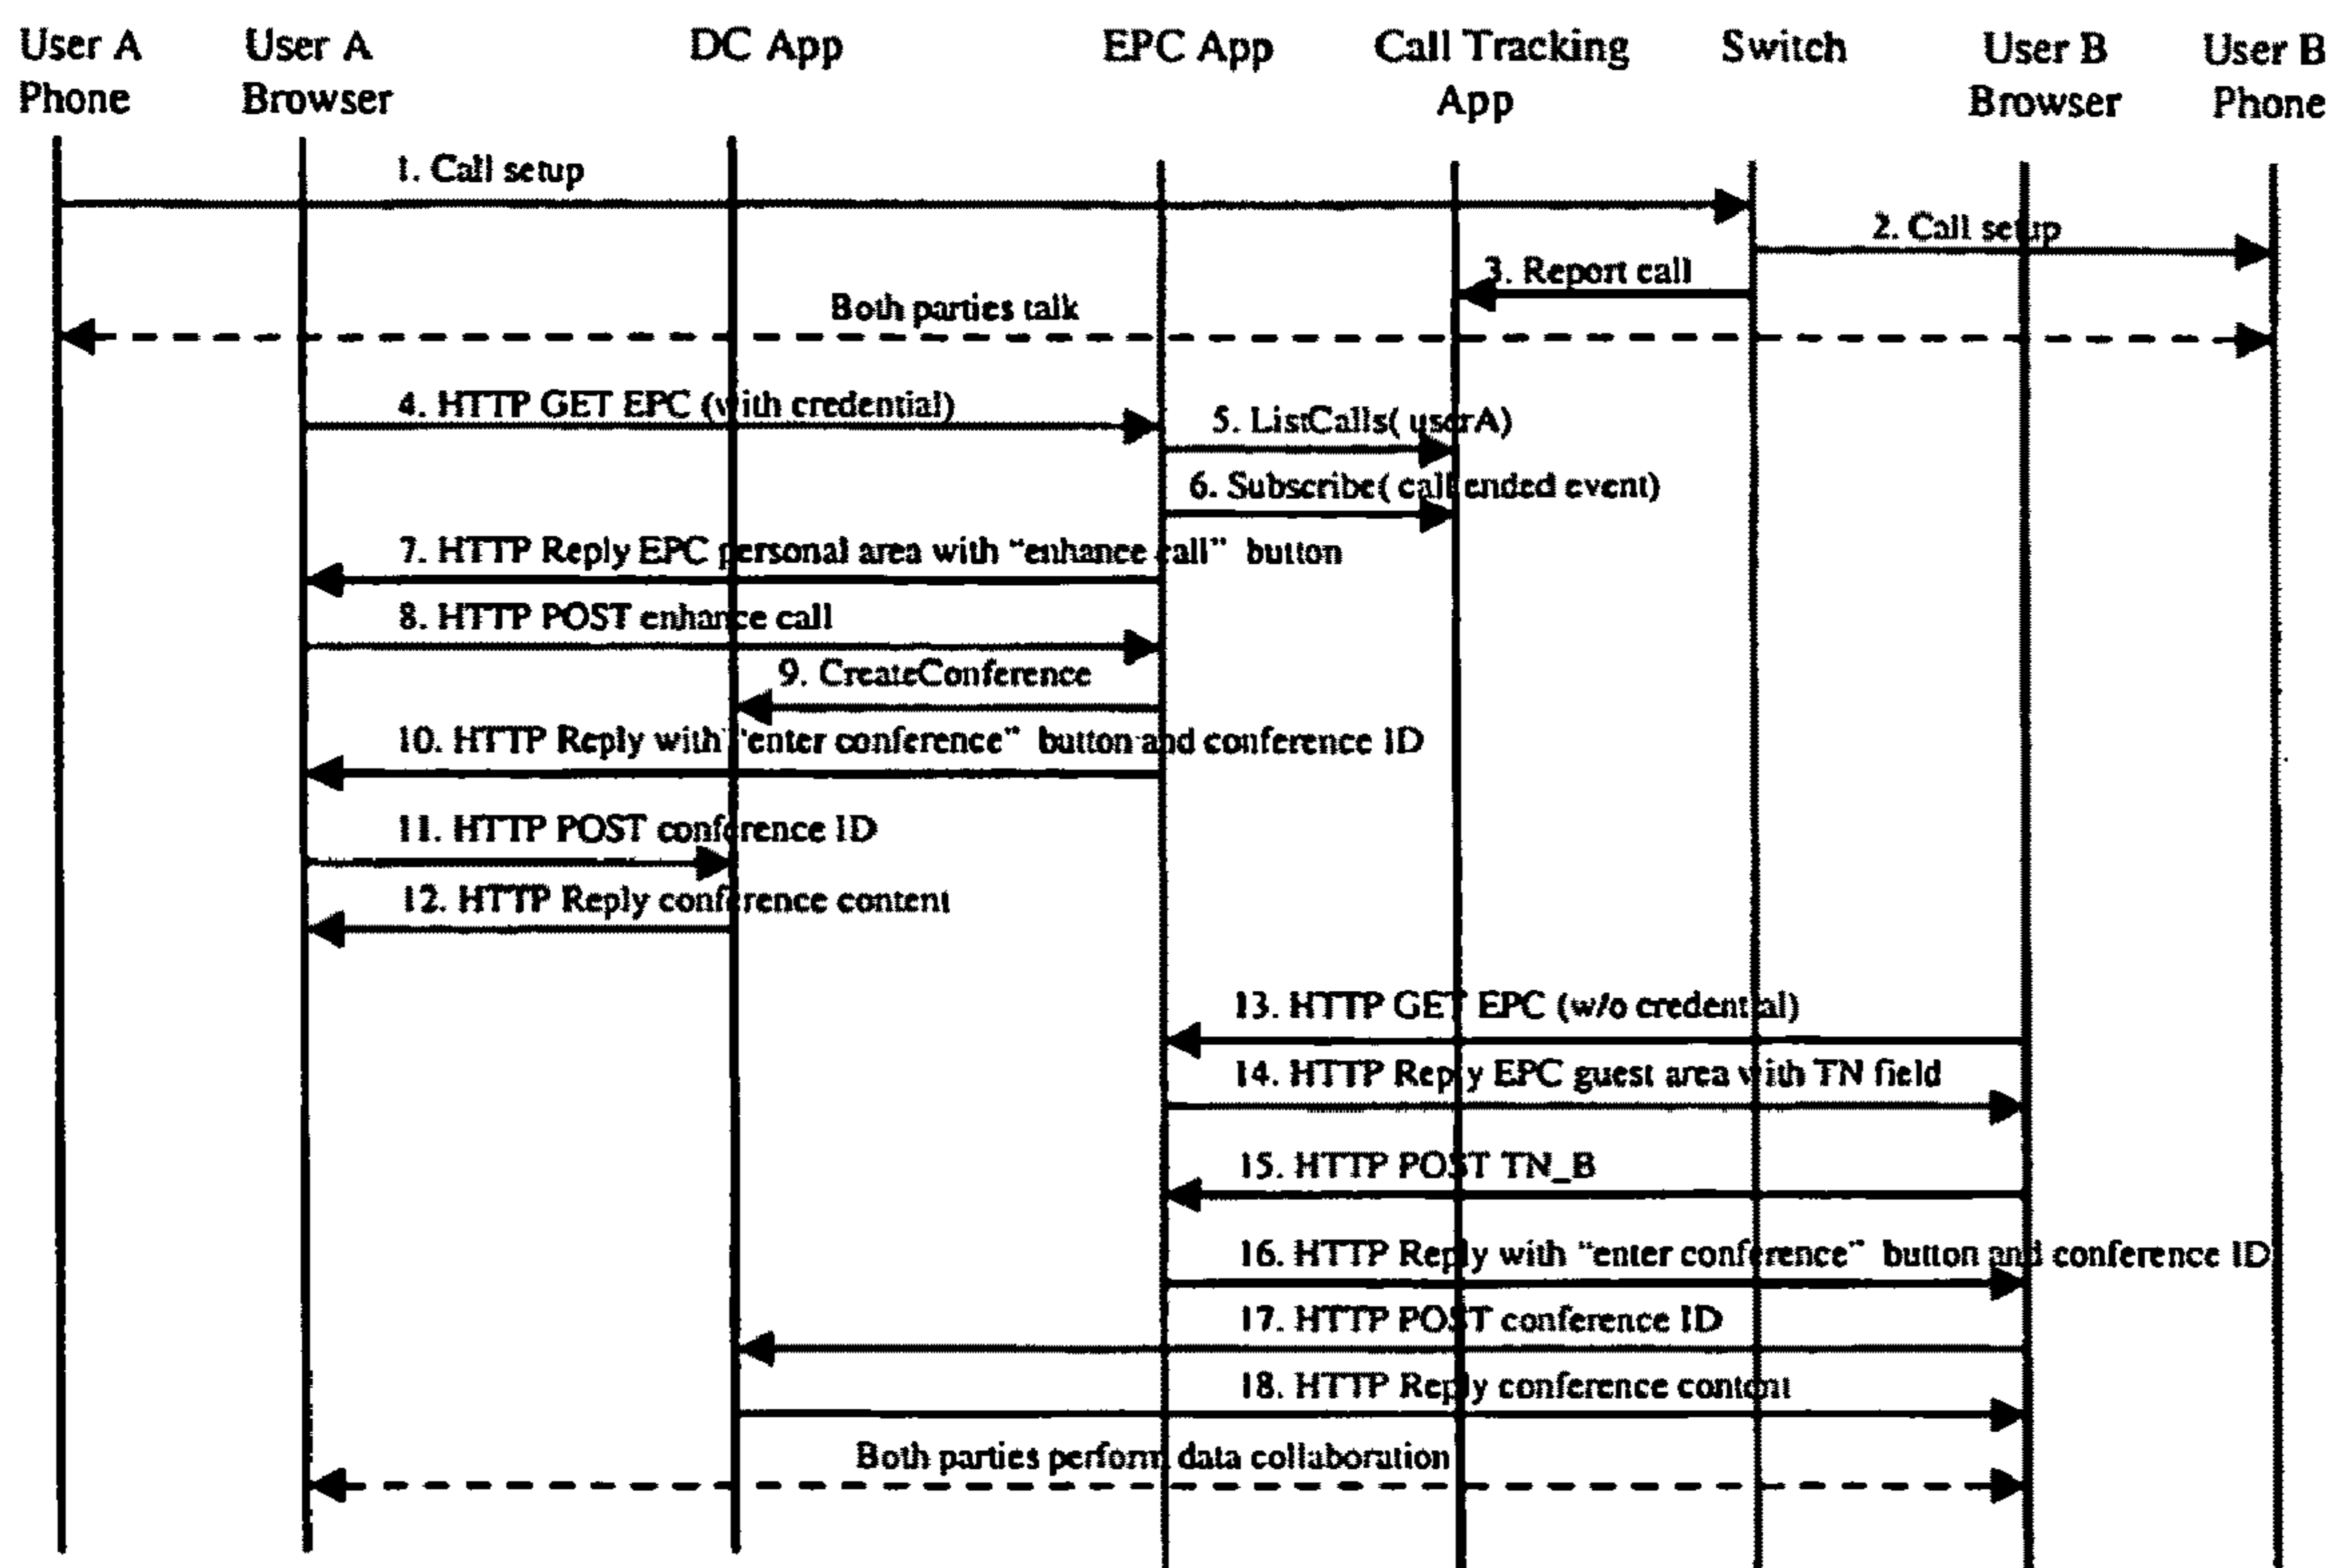 User A Phone
User A Browser
DC App
EPC App
Call Tracking App
Switch
User B Browser
User B Phone
1. Call setup
2. Call setup
3. Report call
Both parties talk
4. HTTP GET EPC (with credential)
5. ListCalls( userA)
6. Subscribe( call ended event)
7. HTTP Reply EPC personal area with “enhance call” button
8. HTTP POST enhance call
9. CreateConference
10. HTTP Reply with “enter conference” button and conference ID
11. HTTP POST conference ID
12. HTTP Reply conference content
13. HTTP GET EPC (w/o credential)
14. HTTP Reply EPC guest area with TN field
15. HTTP POST TN_B
16. HTTP Reply with “enter conference” button and conference ID
17. HTTP POST conference ID
18. HTTP Reply conference content
Both parties perform data collaboration